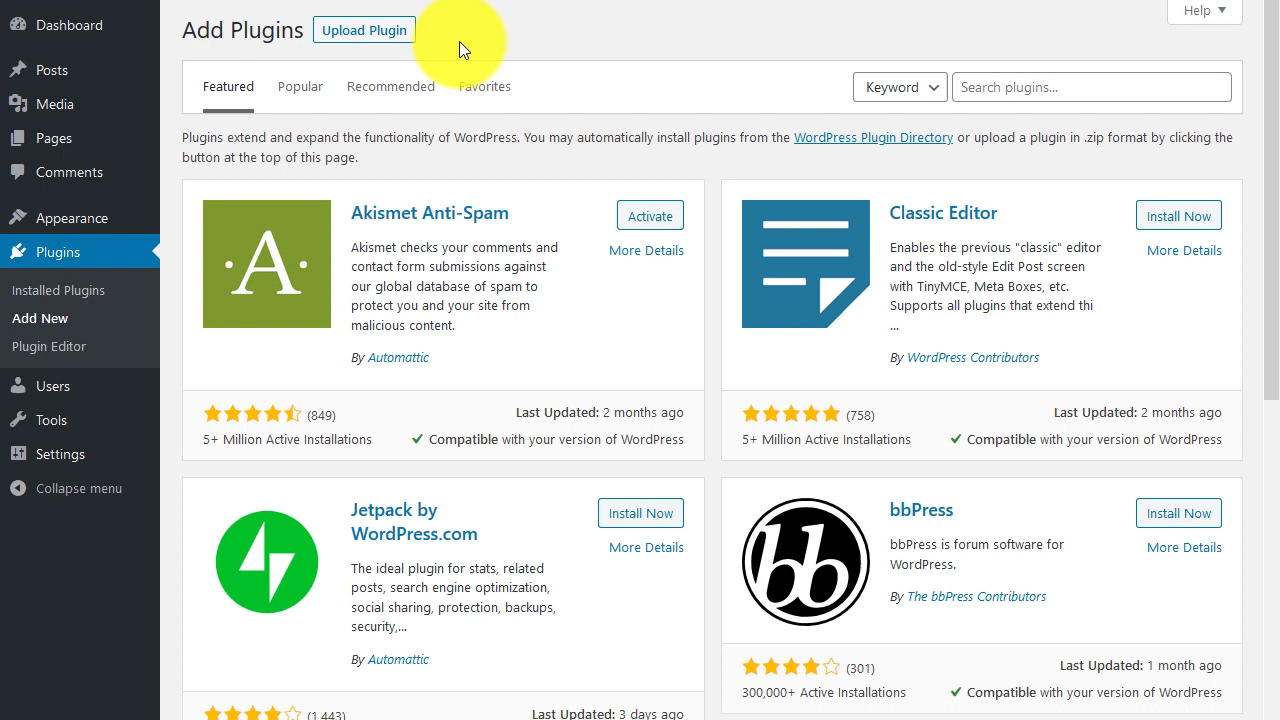 Dashboard
Posts
Media
Pages
Comments
Appearance
Plugins
Installed Plugins
Add New
Plugin Editor
Users
Tools
Settings
Collapse menu
Add Plugins Upload Plugin
Help
Featured Popular Recommended Favorites
Keyword Search plugins...
Plugins extend and expand the functionality of WordPress. You may automatically install plugins from the WordPress Plugin Directory or upload a plugin in .zip format by clicking the
button at the top of this page.
A
Akismet Anti-Spam
Activate
More Details
Akismet checks your comments and
contact form submissions against
our global database of spam to
protect you and your site from
malicious content.
By Automattic
(849)
Last Updated: 2 months ago
5+ Million Active Installations
Compatible with your version of WordPress
Classic Editor
Install Now
More Details
Enables the previous "classic" editor
and the old-style Edit Post screen
with TinyMCE, Meta Boxes, etc.
Supports all plugins that extend thi
...
By WordPress Contributors
(758)
Last Updated: 2 months ago
5+ Million Active Installations
Compatible with your version of WordPress
Jetpack by
WordPress.com
Install Now
More Details
The ideal plugin for stats, related
posts, search engine optimization,
social sharing, protection, backups,
security,...
By Automattic
(1,443)
Last Updated: 3 days ago
bb
bbPress
Install Now
More Details
bbPress is forum software for
WordPress.
By The bbPress Contributors
(301)
Last Updated: 1 month ago
300,000+ Active Installations
Compatible with your version of WordPress